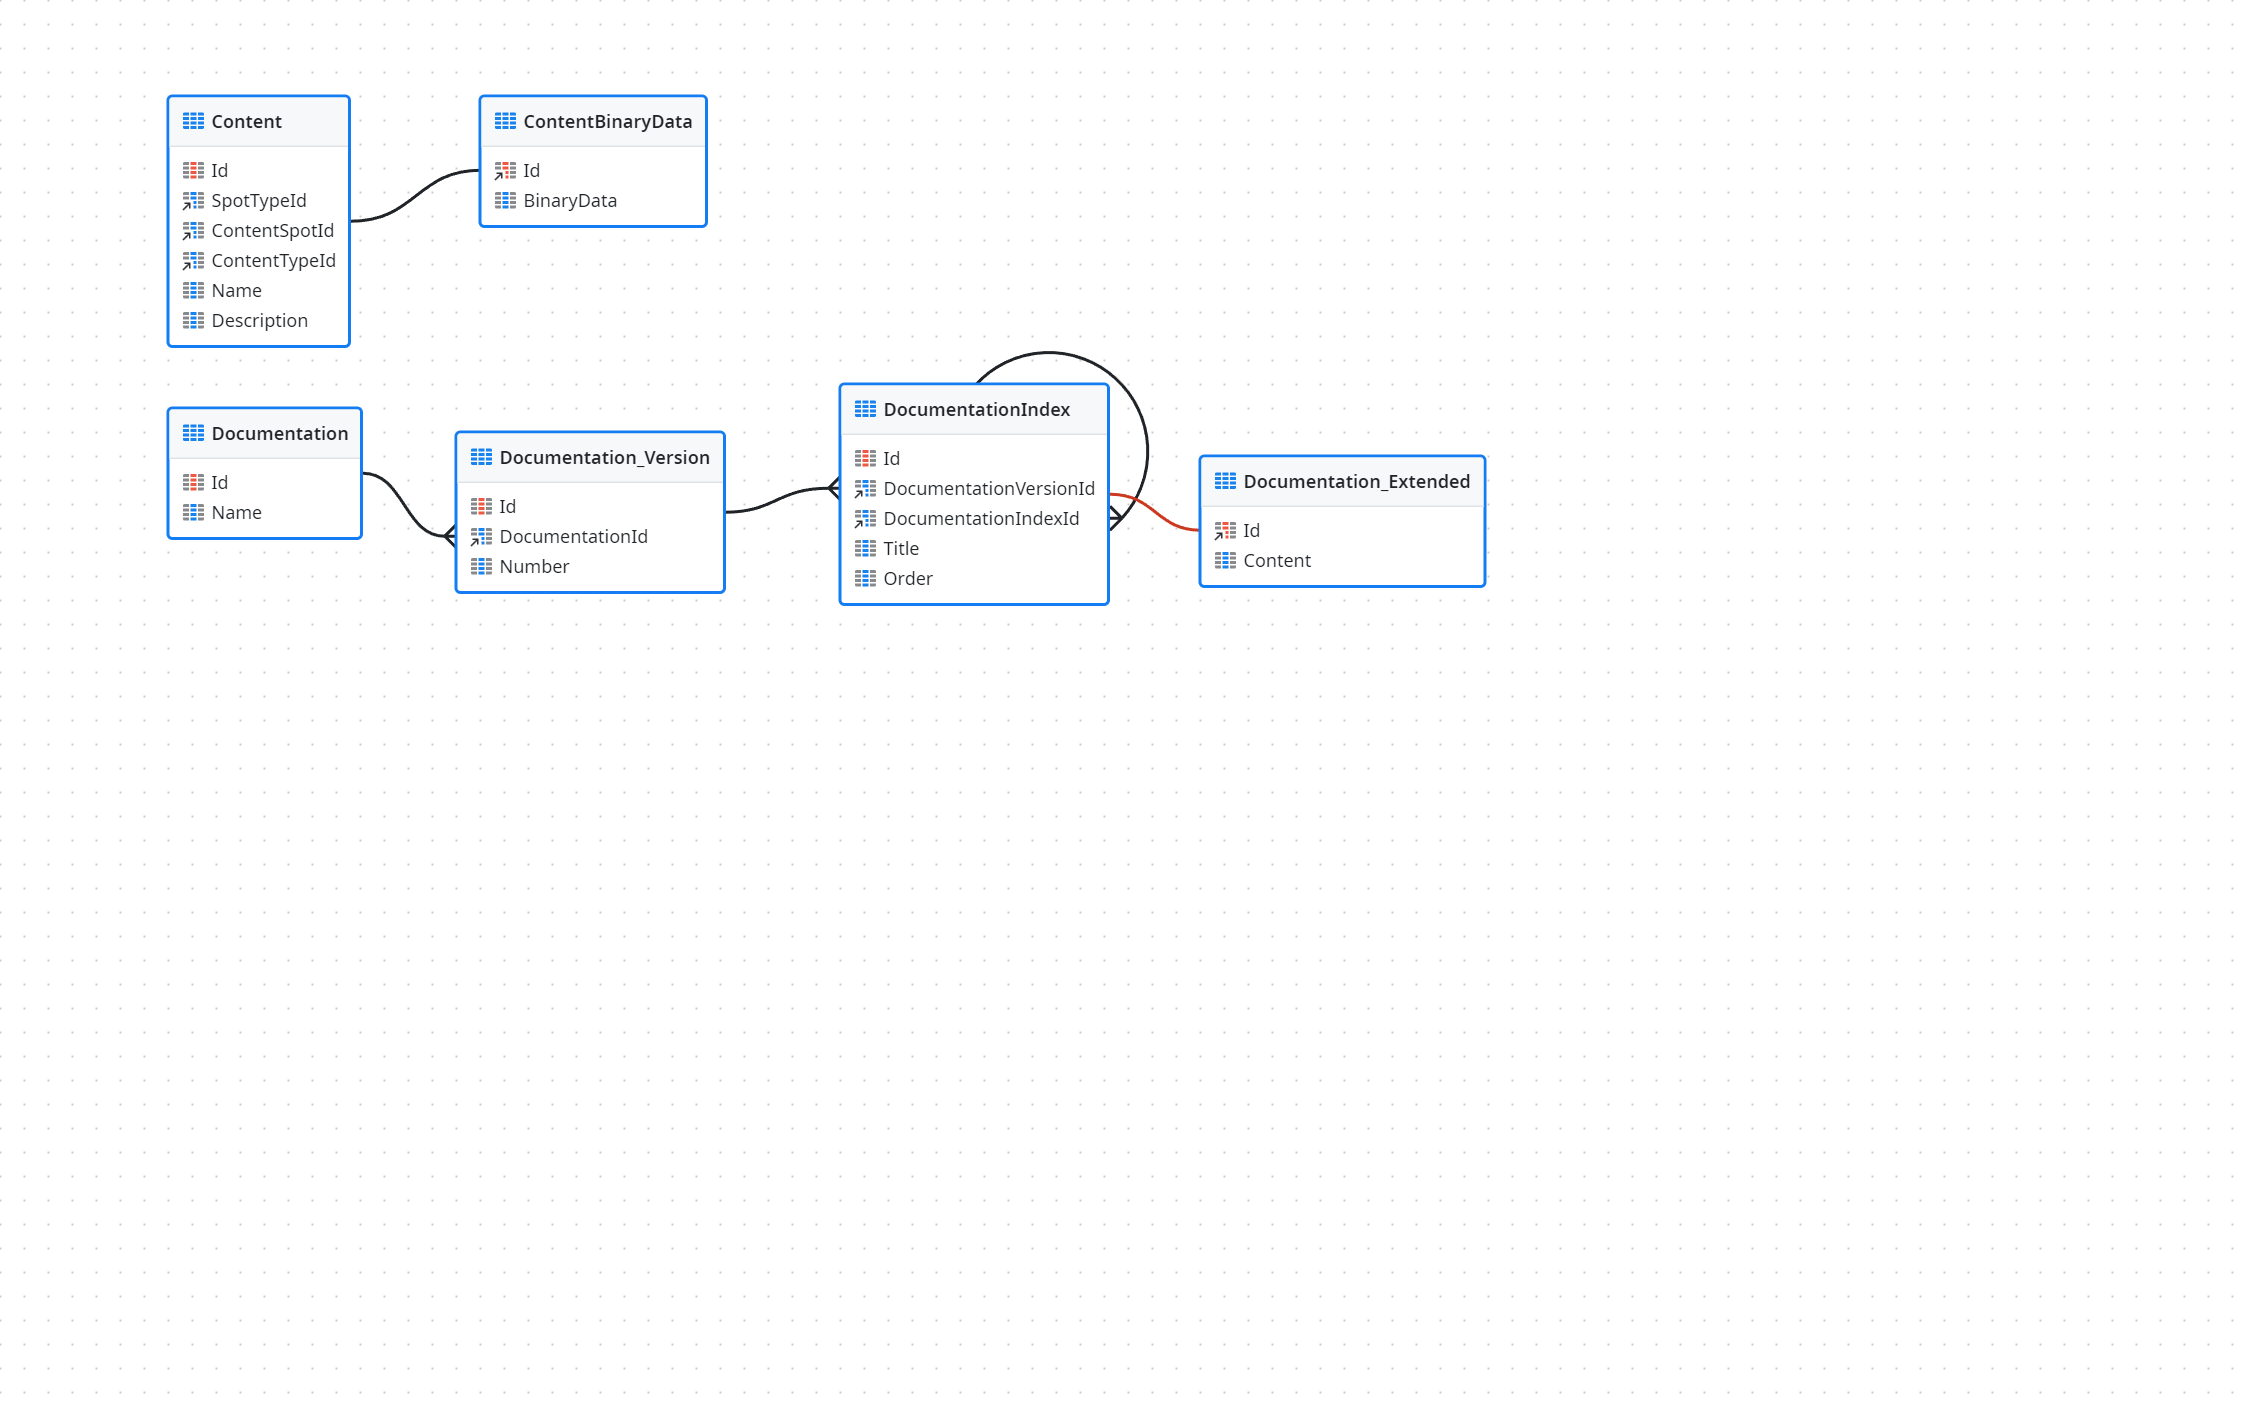 Content
Id
SpotTypeId
ContentSpotId
ContentTypeId
Name
Description
ContentBinaryData
Id
BinaryData
Documentation
Id
Name
Documentation_Version
Id
DocumentationId
Number
DocumentationIndex
Id
DocumentationVersionId
DocumentationIndexId
Title
Order
Documentation_Extended
Id
Content